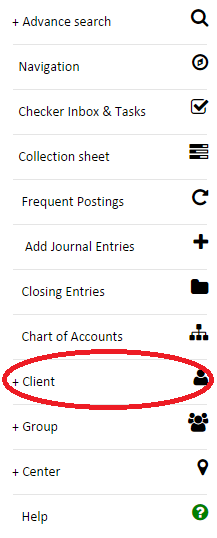 + Advance search
Navigation
Checker Inbox & Tasks
Collection sheet
Frequent Postings
Add Journal Entries
Closing Entries
Chart of Accounts
+ Client
+ Group
+ Center
Help